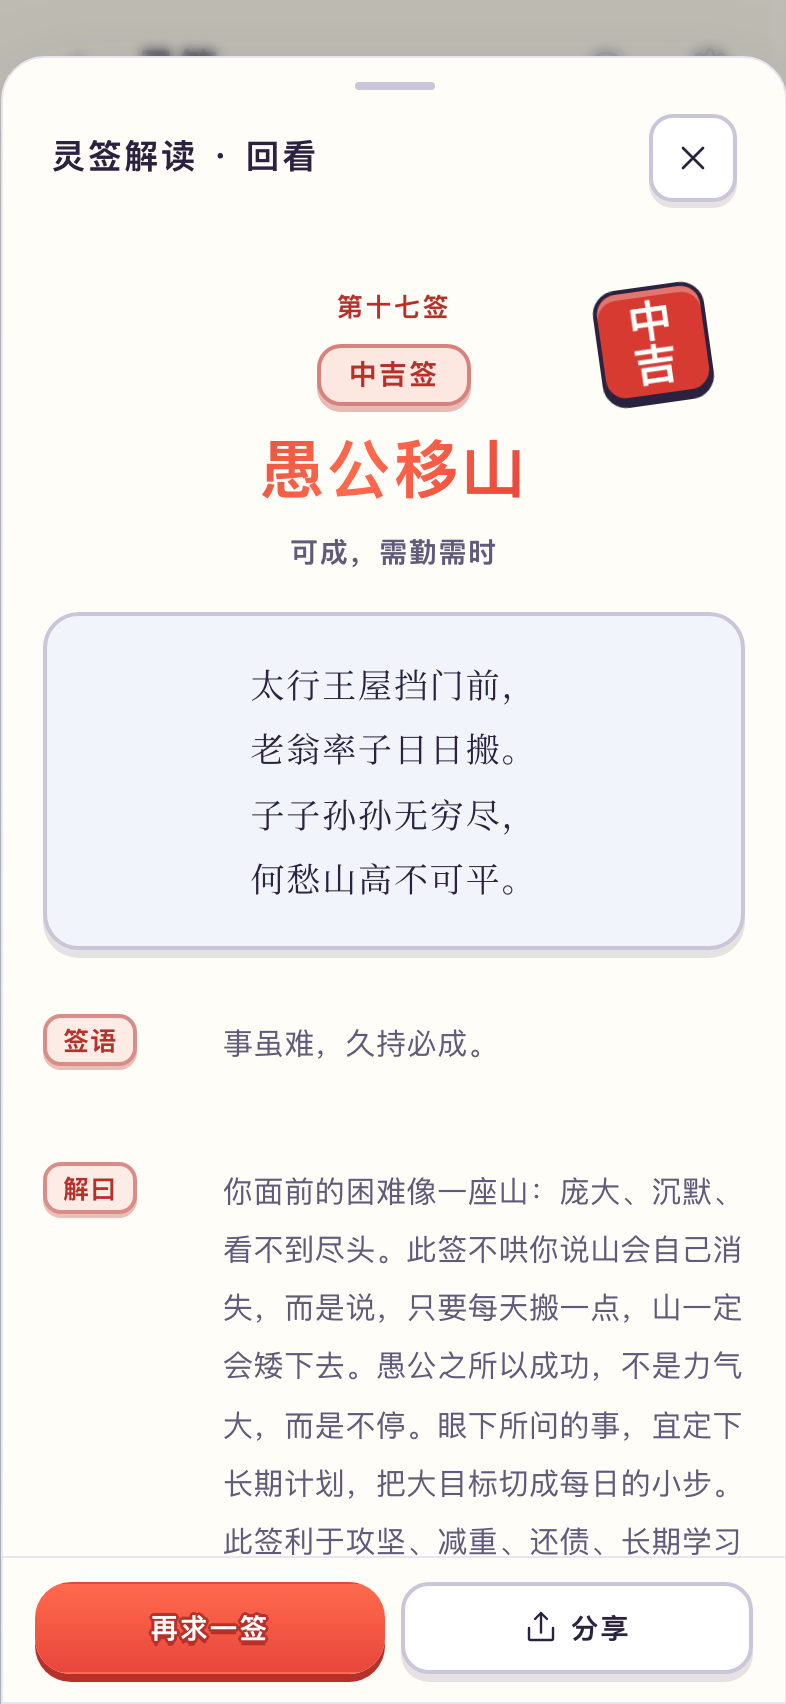 灵签解读 · 回看
第十七签
中吉
中吉签
愚公移山
可成，需勤需时
太行王屋挡门前，
老翁率子日日搬。
子子孙孙无穷尽，
何愁山高不可平。
签语
事虽难，久持必成。
解曰
你面前的困难像一座山：庞大、沉默、
看不到尽头。此签不哄你说山会自己消
失，而是说，只要每天搬一点，山一定
会矮下去。愚公之所以成功，不是力气
大，而是不停。眼下所问的事，宜定下
长期计划，把大目标切成每日的小步。
此签利于攻坚、减重、还债、长期学习
再求一签
分享